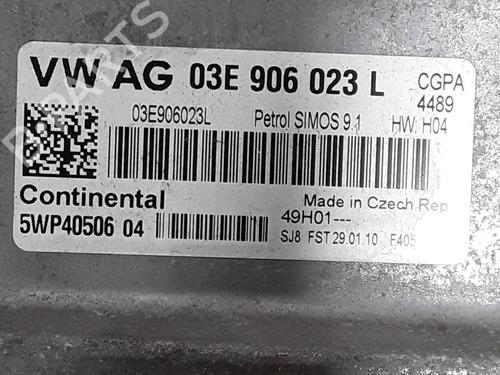 VW AG 03E 906 023 L CGPA
4489
03E906023L Petrol SIMOS 9.1 HW: H04
Continental Made in Czech Rep
49H01---
5WP40506 04 SJ8 FST 29.01.10 F405
B-PARTS